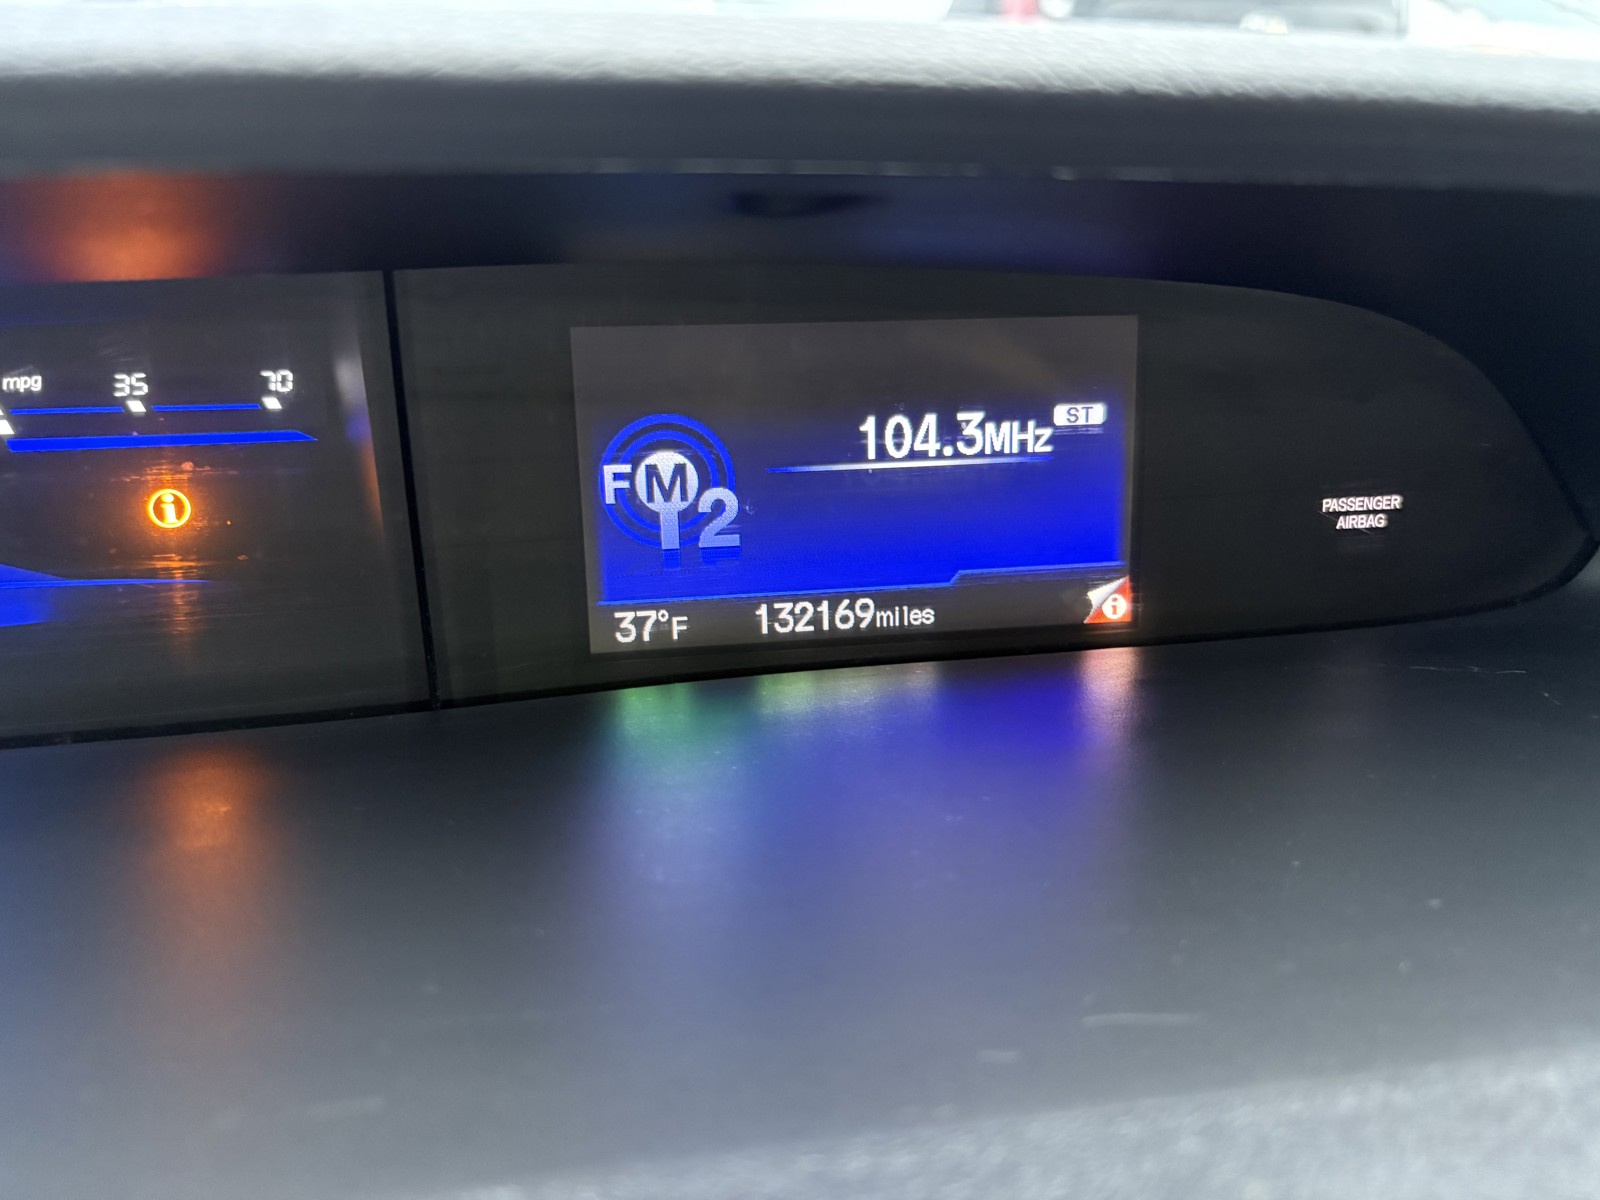 mpg 35 70
i
104.3MHz ST
FM 2
37°F 132169miles
i
PASSENGER
AIRBAG